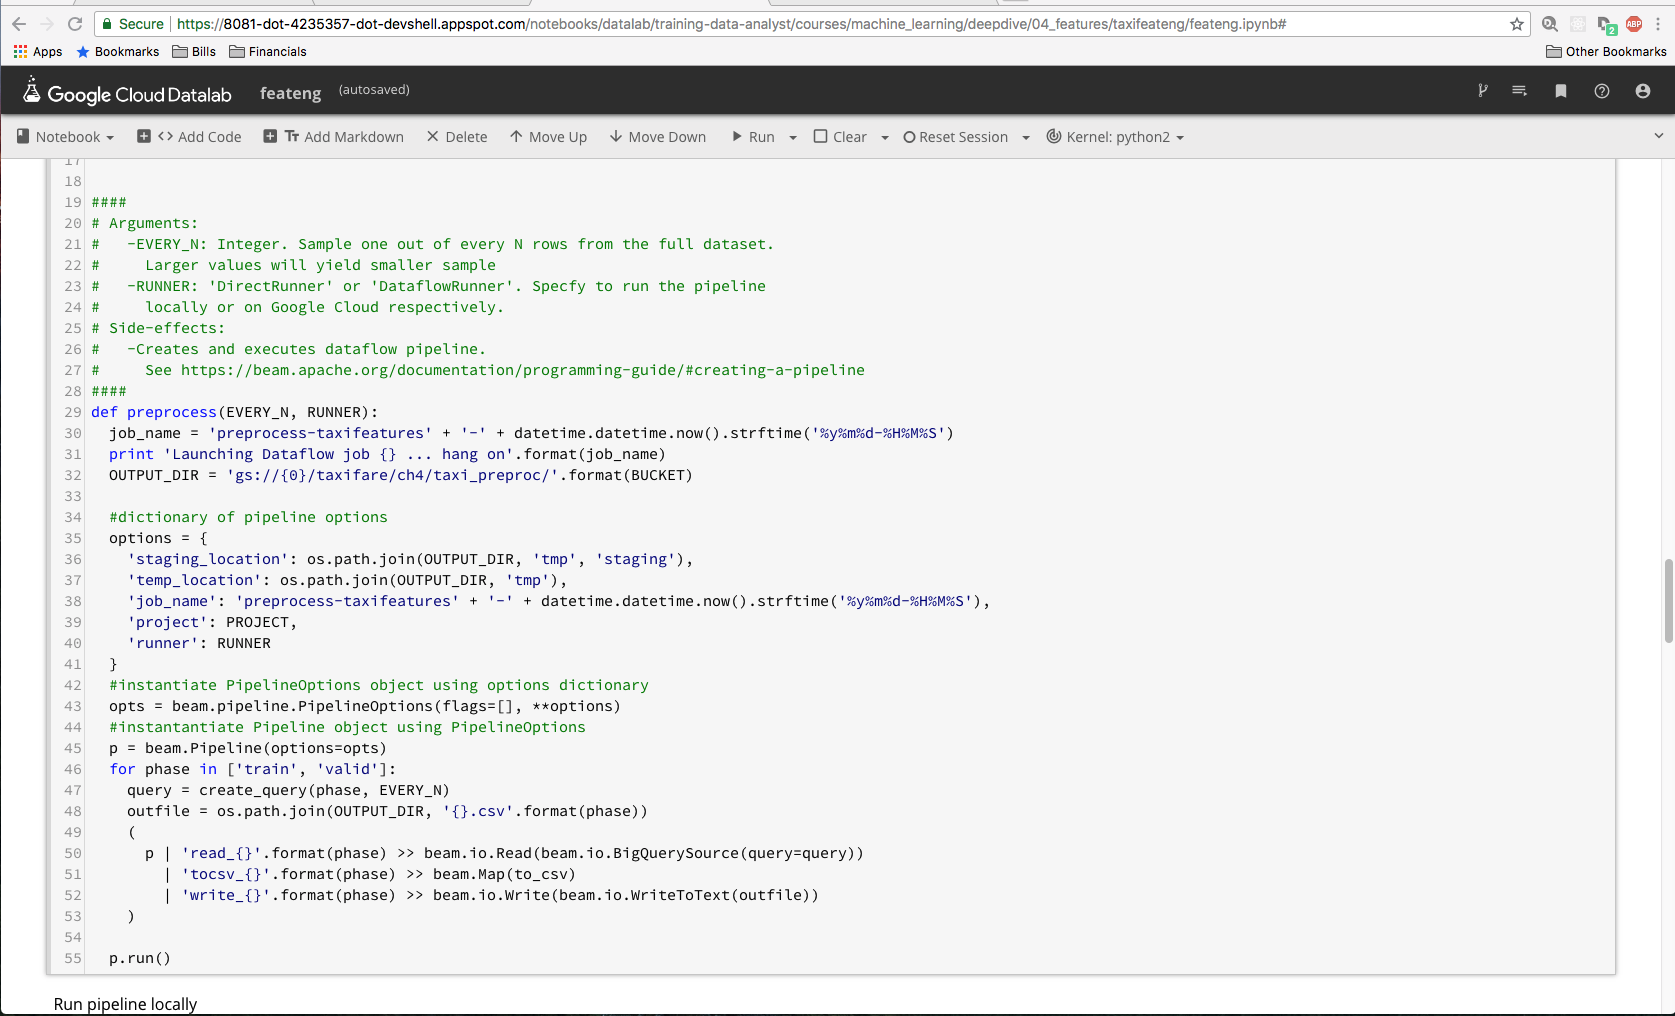 Secure https://8081-dot-4235357-dot-devshell.appspot.com/notebooks/datalab/training-data-analyst/courses/machine_learning/deepdive/04_features/taxifeateng/feateng.ipynb#
2
ABP
Apps Bookmarks Bills Financials Other Bookmarks
Google Cloud Datalab feateng (autosaved)
Notebook <> Add Code Tт Add Markdown Delete Move Up Move Down Run Clear Reset Session Kernel: python2
17
18
19 ####
20 # Arguments:
21 #   -EVERY_N: Integer. Sample one out of every N rows from the full dataset.
22 #     Larger values will yield smaller sample
23 #   -RUNNER: 'DirectRunner' or 'DataflowRunner'. Specfy to run the pipeline
24 #     locally or on Google Cloud respectively.
25 # Side-effects:
26 #   -Creates and executes dataflow pipeline.
27 #     See https://beam.apache.org/documentation/programming-guide/#creating-a-pipeline
28 ####
29 def preprocess(EVERY_N, RUNNER):
30   job_name = 'preprocess-taxifeatures' + '-' + datetime.datetime.now().strftime('%y%m%d-%H%M%S')
31   print 'Launching Dataflow job {} ... hang on'.format(job_name)
32   OUTPUT_DIR = 'gs://{0}/taxifare/ch4/taxi_preproc/'.format(BUCKET)
33
34   #dictionary of pipeline options
35   options = {
36     'staging_location': os.path.join(OUTPUT_DIR, 'tmp', 'staging'),
37     'temp_location': os.path.join(OUTPUT_DIR, 'tmp'),
38     'job_name': 'preprocess-taxifeatures' + '-' + datetime.datetime.now().strftime('%y%m%d-%H%M%S'),
39     'project': PROJECT,
40     'runner': RUNNER
41   }
42   #instantiate PipelineOptions object using options dictionary
43   opts = beam.pipeline.PipelineOptions(flags=[], **options)
44   #instantantiate Pipeline object using PipelineOptions
45   p = beam.Pipeline(options=opts)
46   for phase in ['train', 'valid']:
47     query = create_query(phase, EVERY_N)
48     outfile = os.path.join(OUTPUT_DIR, '{}.csv'.format(phase))
49     (
50       p | 'read_{}'.format(phase) >> beam.io.Read(beam.io.BigQuerySource(query=query))
51         | 'tocsv_{}'.format(phase) >> beam.Map(to_csv)
52         | 'write_{}'.format(phase) >> beam.io.Write(beam.io.WriteToText(outfile))
53     )
54
55   p.run()
Run pipeline locally